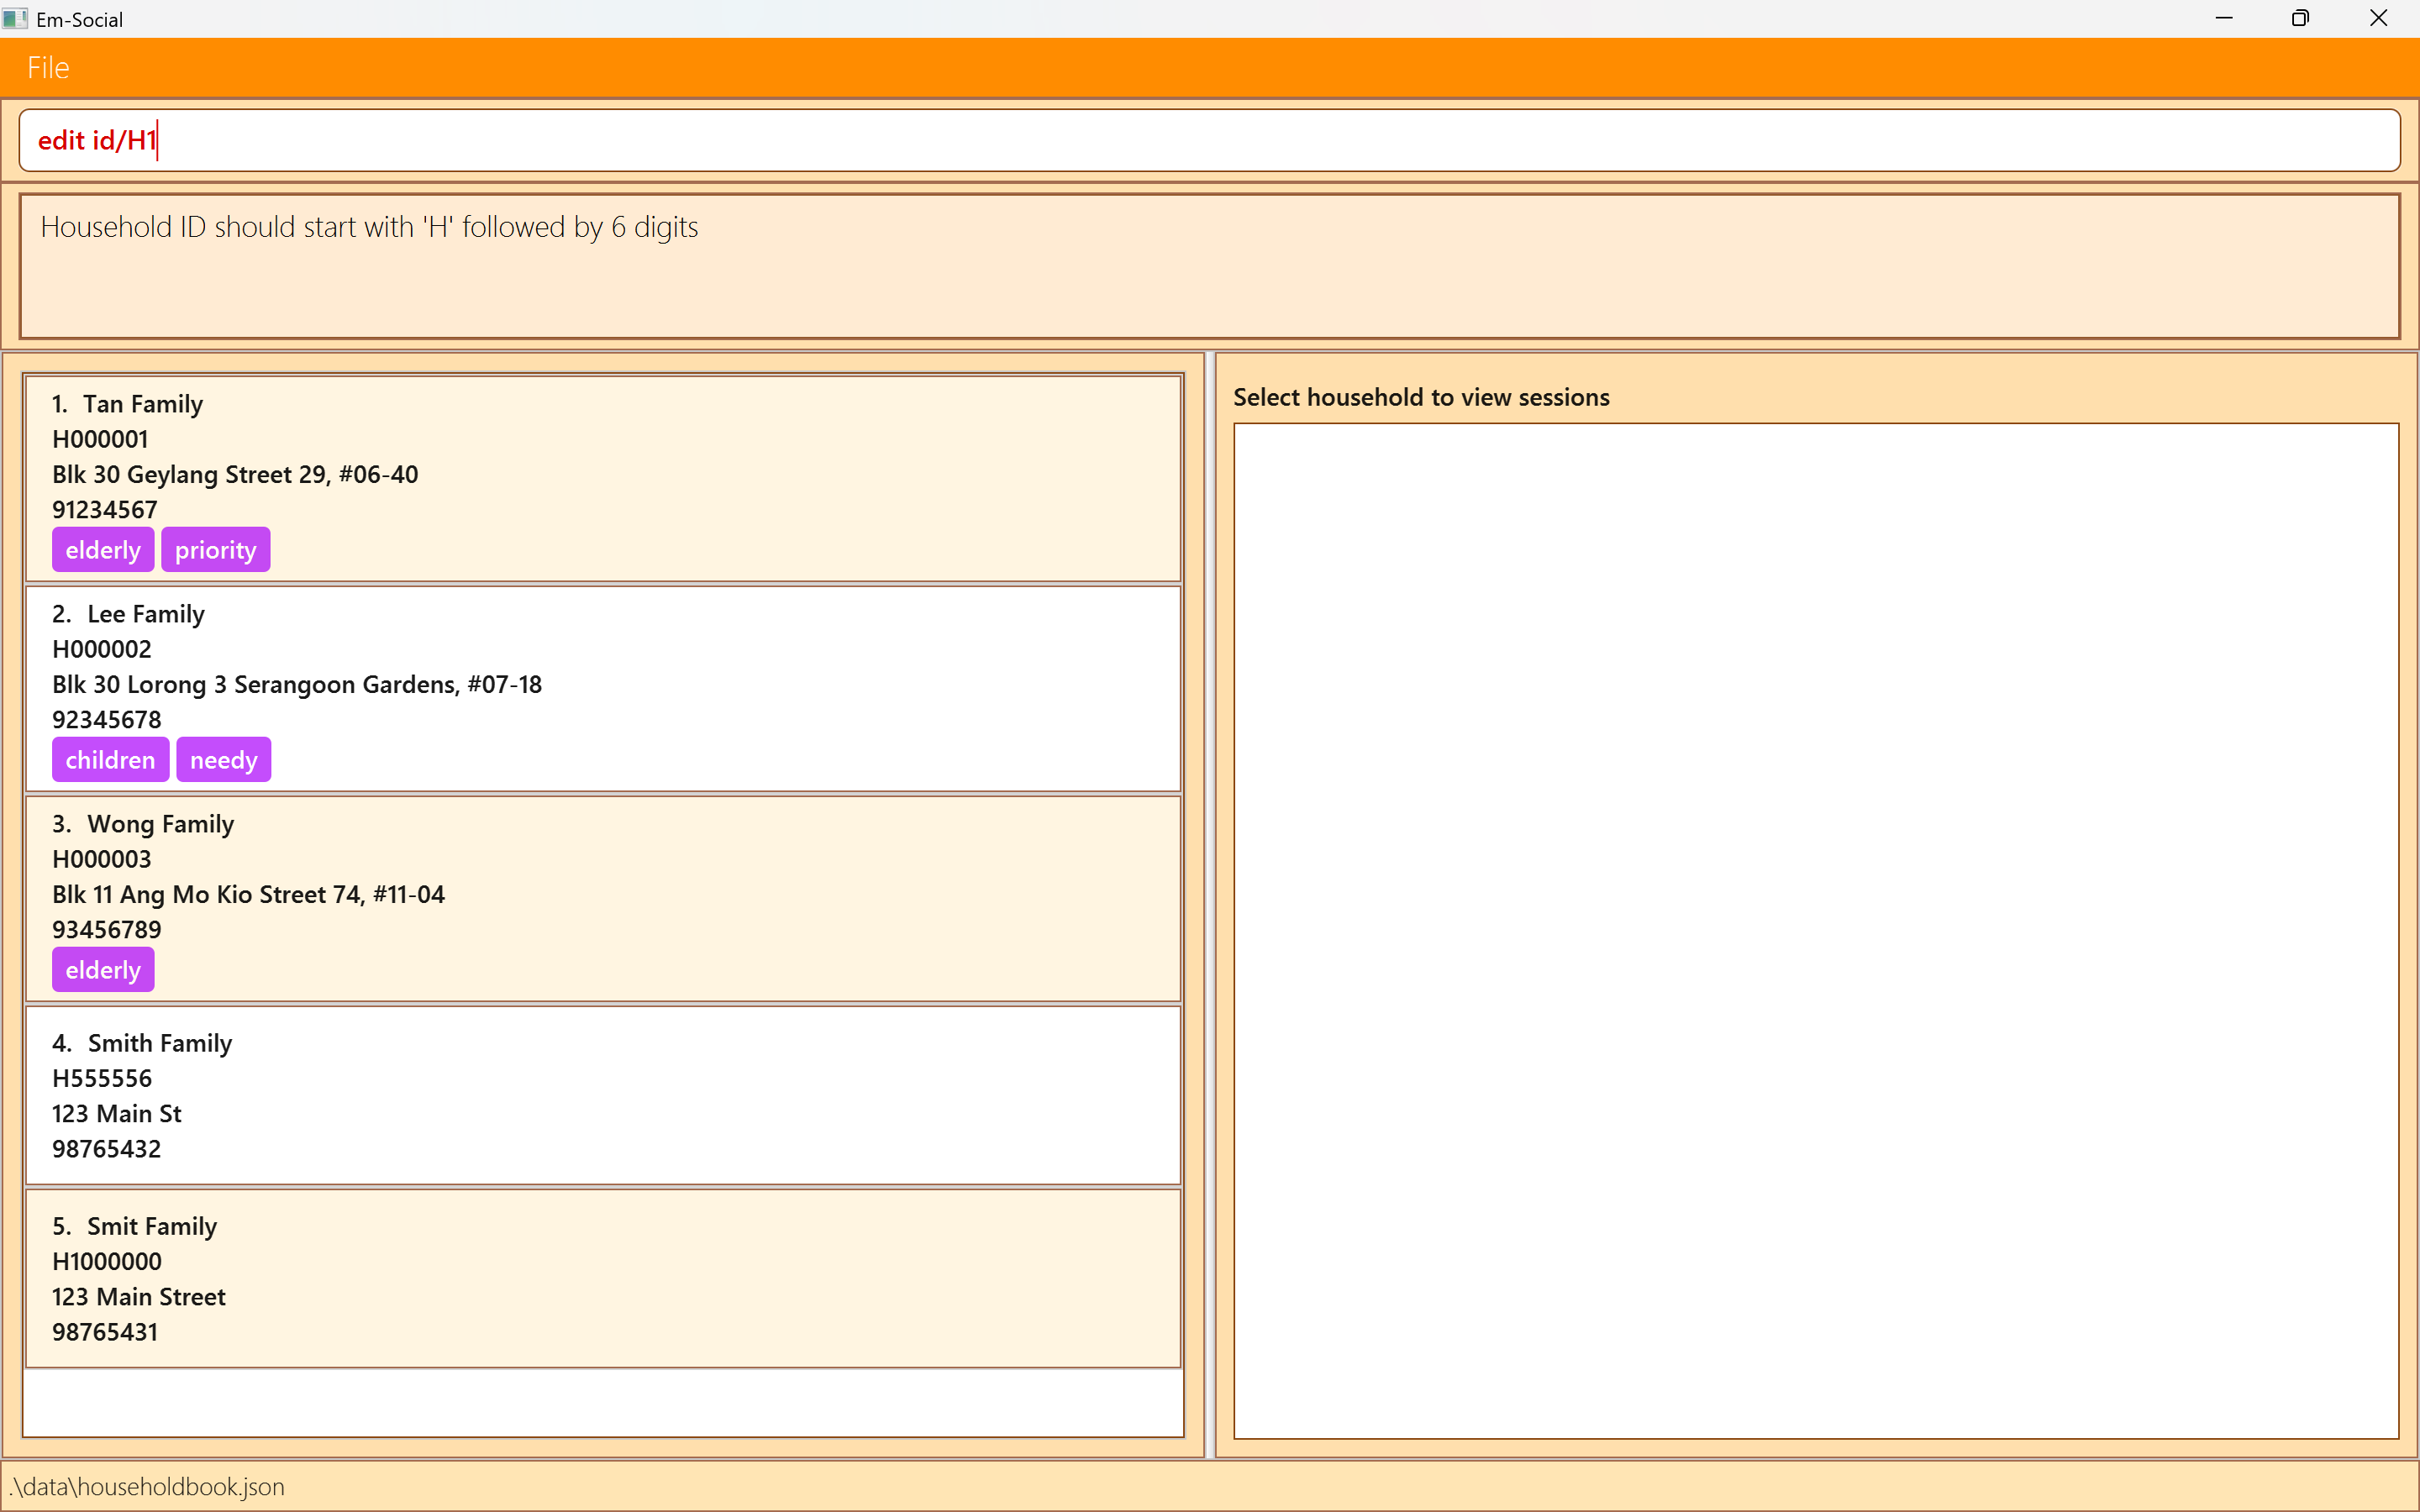 Em-Social
File
edit id/H1
Household ID should start with 'H' followed by 6 digits
1. Tan Family
H000001
Blk 30 Geylang Street 29, #06-40
91234567
elderly priority
2. Lee Family
H000002
Blk 30 Lorong 3 Serangoon Gardens, #07-18
92345678
children needy
3. Wong Family
H000003
Blk 11 Ang Mo Kio Street 74, #11-04
93456789
elderly
4. Smith Family
H555556
123 Main St
98765432
5. Smit Family
H1000000
123 Main Street
98765431
Select household to view sessions
.\data\householdbook.json